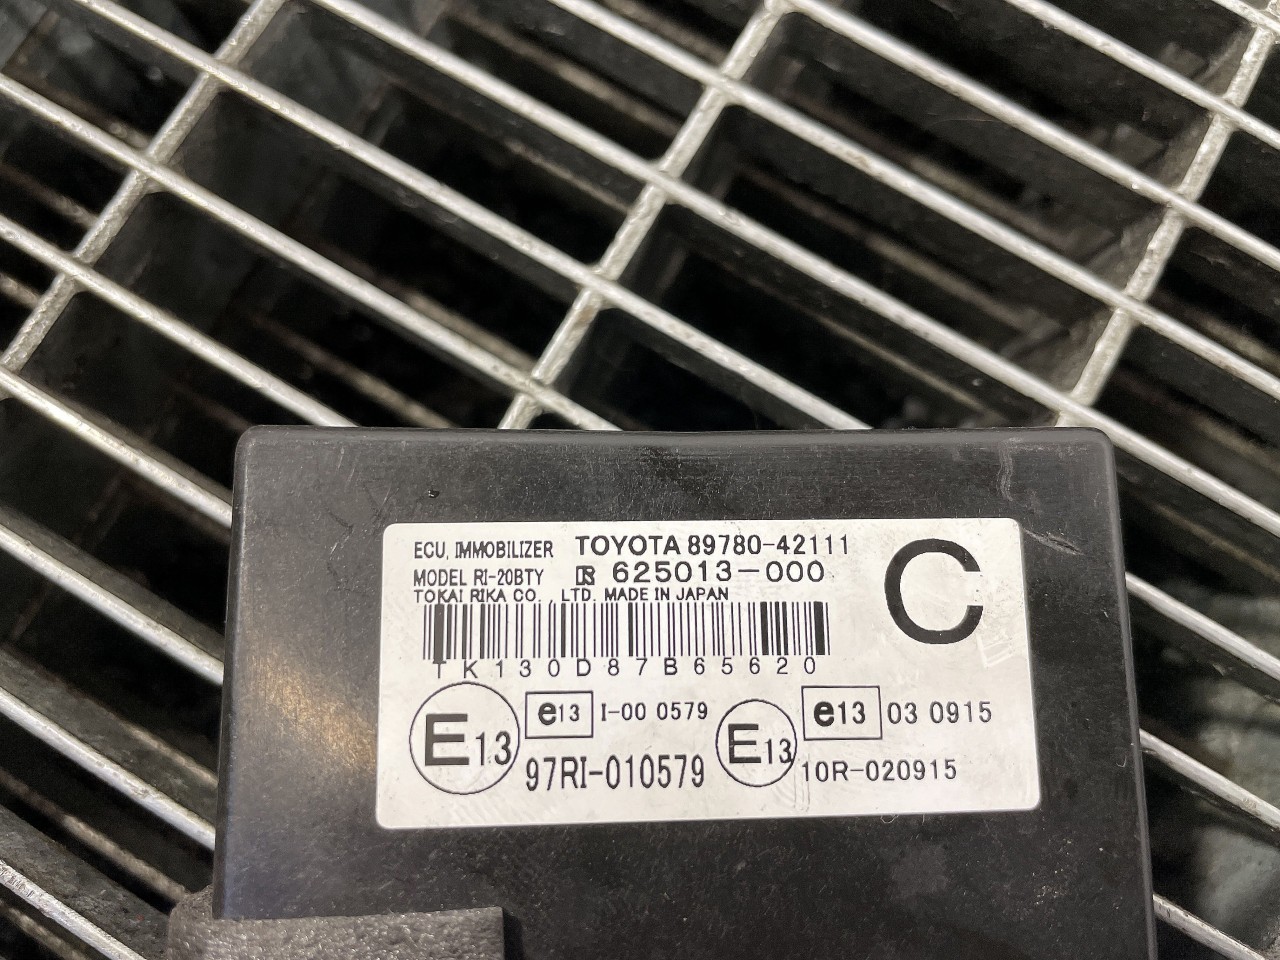 ECU, IMMOBILIZER TOYOTA 89780-42111
MODEL RI-20BTY 625013-000
TOKAI RIKA CO. LTD. MADE IN JAPAN
C
TK130D87B65620
E13 e13 I-00 0579 E13 e13 03 0915
97RI-010579 10R-020915